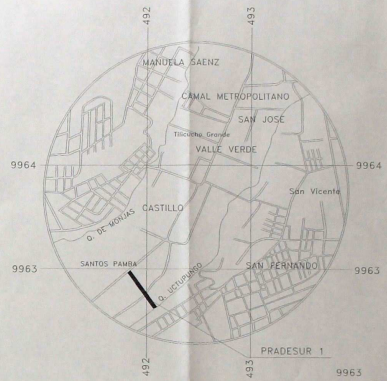 492
493
MANUELA SAENZ
CAMAL METROPOLITANO
SAN JOSE
Tilicucho Grande
VALLE VERDE
9964
9964
San Vicente
CASTILLO
Q. DE MONJAS
9963
SANTOS PAMBA
Q. UCTUPUNGO
SAN FERNANDO
9963
492
493
PRADESUR 1
9963